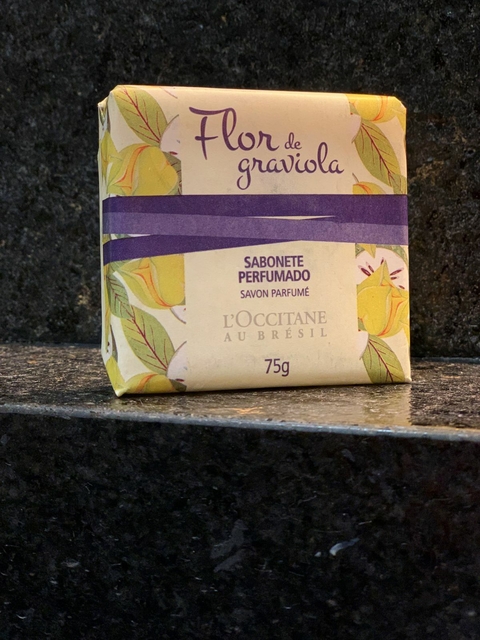 Flor de
graviola
SABONETE
PERFUMADO
SAVON PARFUMÉ
L'OCCITANE
AU BRÉSIL
75g